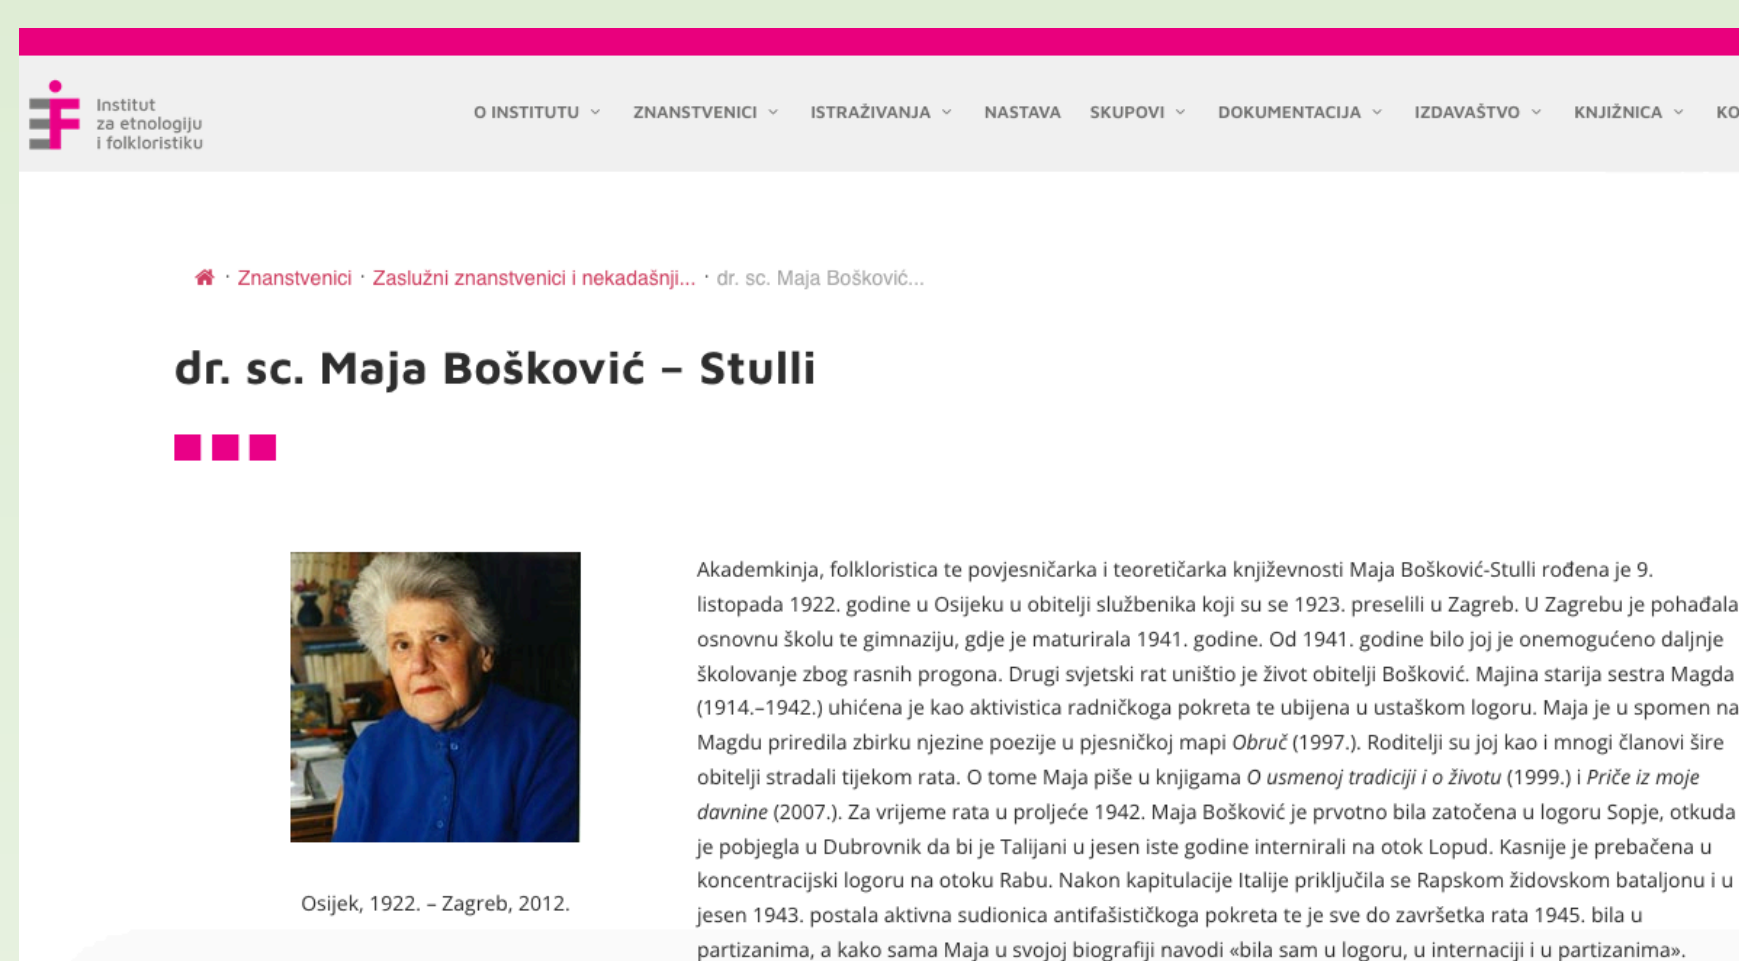 Institut
za etnologiju
i folkloristiku
O INSTITUTU ZNANSTVENICI ISTRAŽIVANJA NASTAVA SKUPOVI DOKUMENTACIJA IZDAVAŠTVO KNJIŽNICA KO
· Znanstvenici · Zaslužni znanstvenici i nekadašnji... · dr. sc. Maja Bošković...
dr. sc. Maja Bošković – Stulli
Osijek, 1922. – Zagreb, 2012.
Akademkinja, folkloristica te povjesničarka i teoretičarka književnosti Maja Bošković-Stulli rođena je 9.
listopada 1922. godine u Osijeku u obitelji službenika koji su se 1923. preselili u Zagreb. U Zagrebu je pohađala
osnovnu školu te gimnaziju, gdje je maturirala 1941. godine. Od 1941. godine bilo joj je onemogućeno daljnje
školovanje zbog rasnih progona. Drugi svjetski rat uništio je život obitelji Bošković. Majina starija sestra Magda
(1914.–1942.) uhićena je kao aktivistica radničkoga pokreta te ubijena u ustaškom logoru. Maja je u spomen na
Magdu priredila zbirku njezine poezije u pjesničkoj mapi Obruč (1997.). Roditelji su joj kao i mnogi članovi šire
obitelji stradali tijekom rata. O tome Maja piše u knjigama O usmenoj tradiciji i o životu (1999.) i Priče iz moje
davnine (2007.). Za vrijeme rata u proljeće 1942. Maja Bošković je prvotno bila zatočena u logoru Sopje, otkuda
je pobjegla u Dubrovnik da bi je Talijani u jesen iste godine internirali na otok Lopud. Kasnije je prebačena u
koncentracijski logoru na otoku Rabu. Nakon kapitulacije Italije priključila se Rapskom židovskom bataljonu i u
jesen 1943. postala aktivna sudionica antifašističkoga pokreta te je sve do završetka rata 1945. bila u
partizanima, a kako sama Maja u svojoj biografiji navodi «bila sam u logoru, u internaciji i u partizanima».